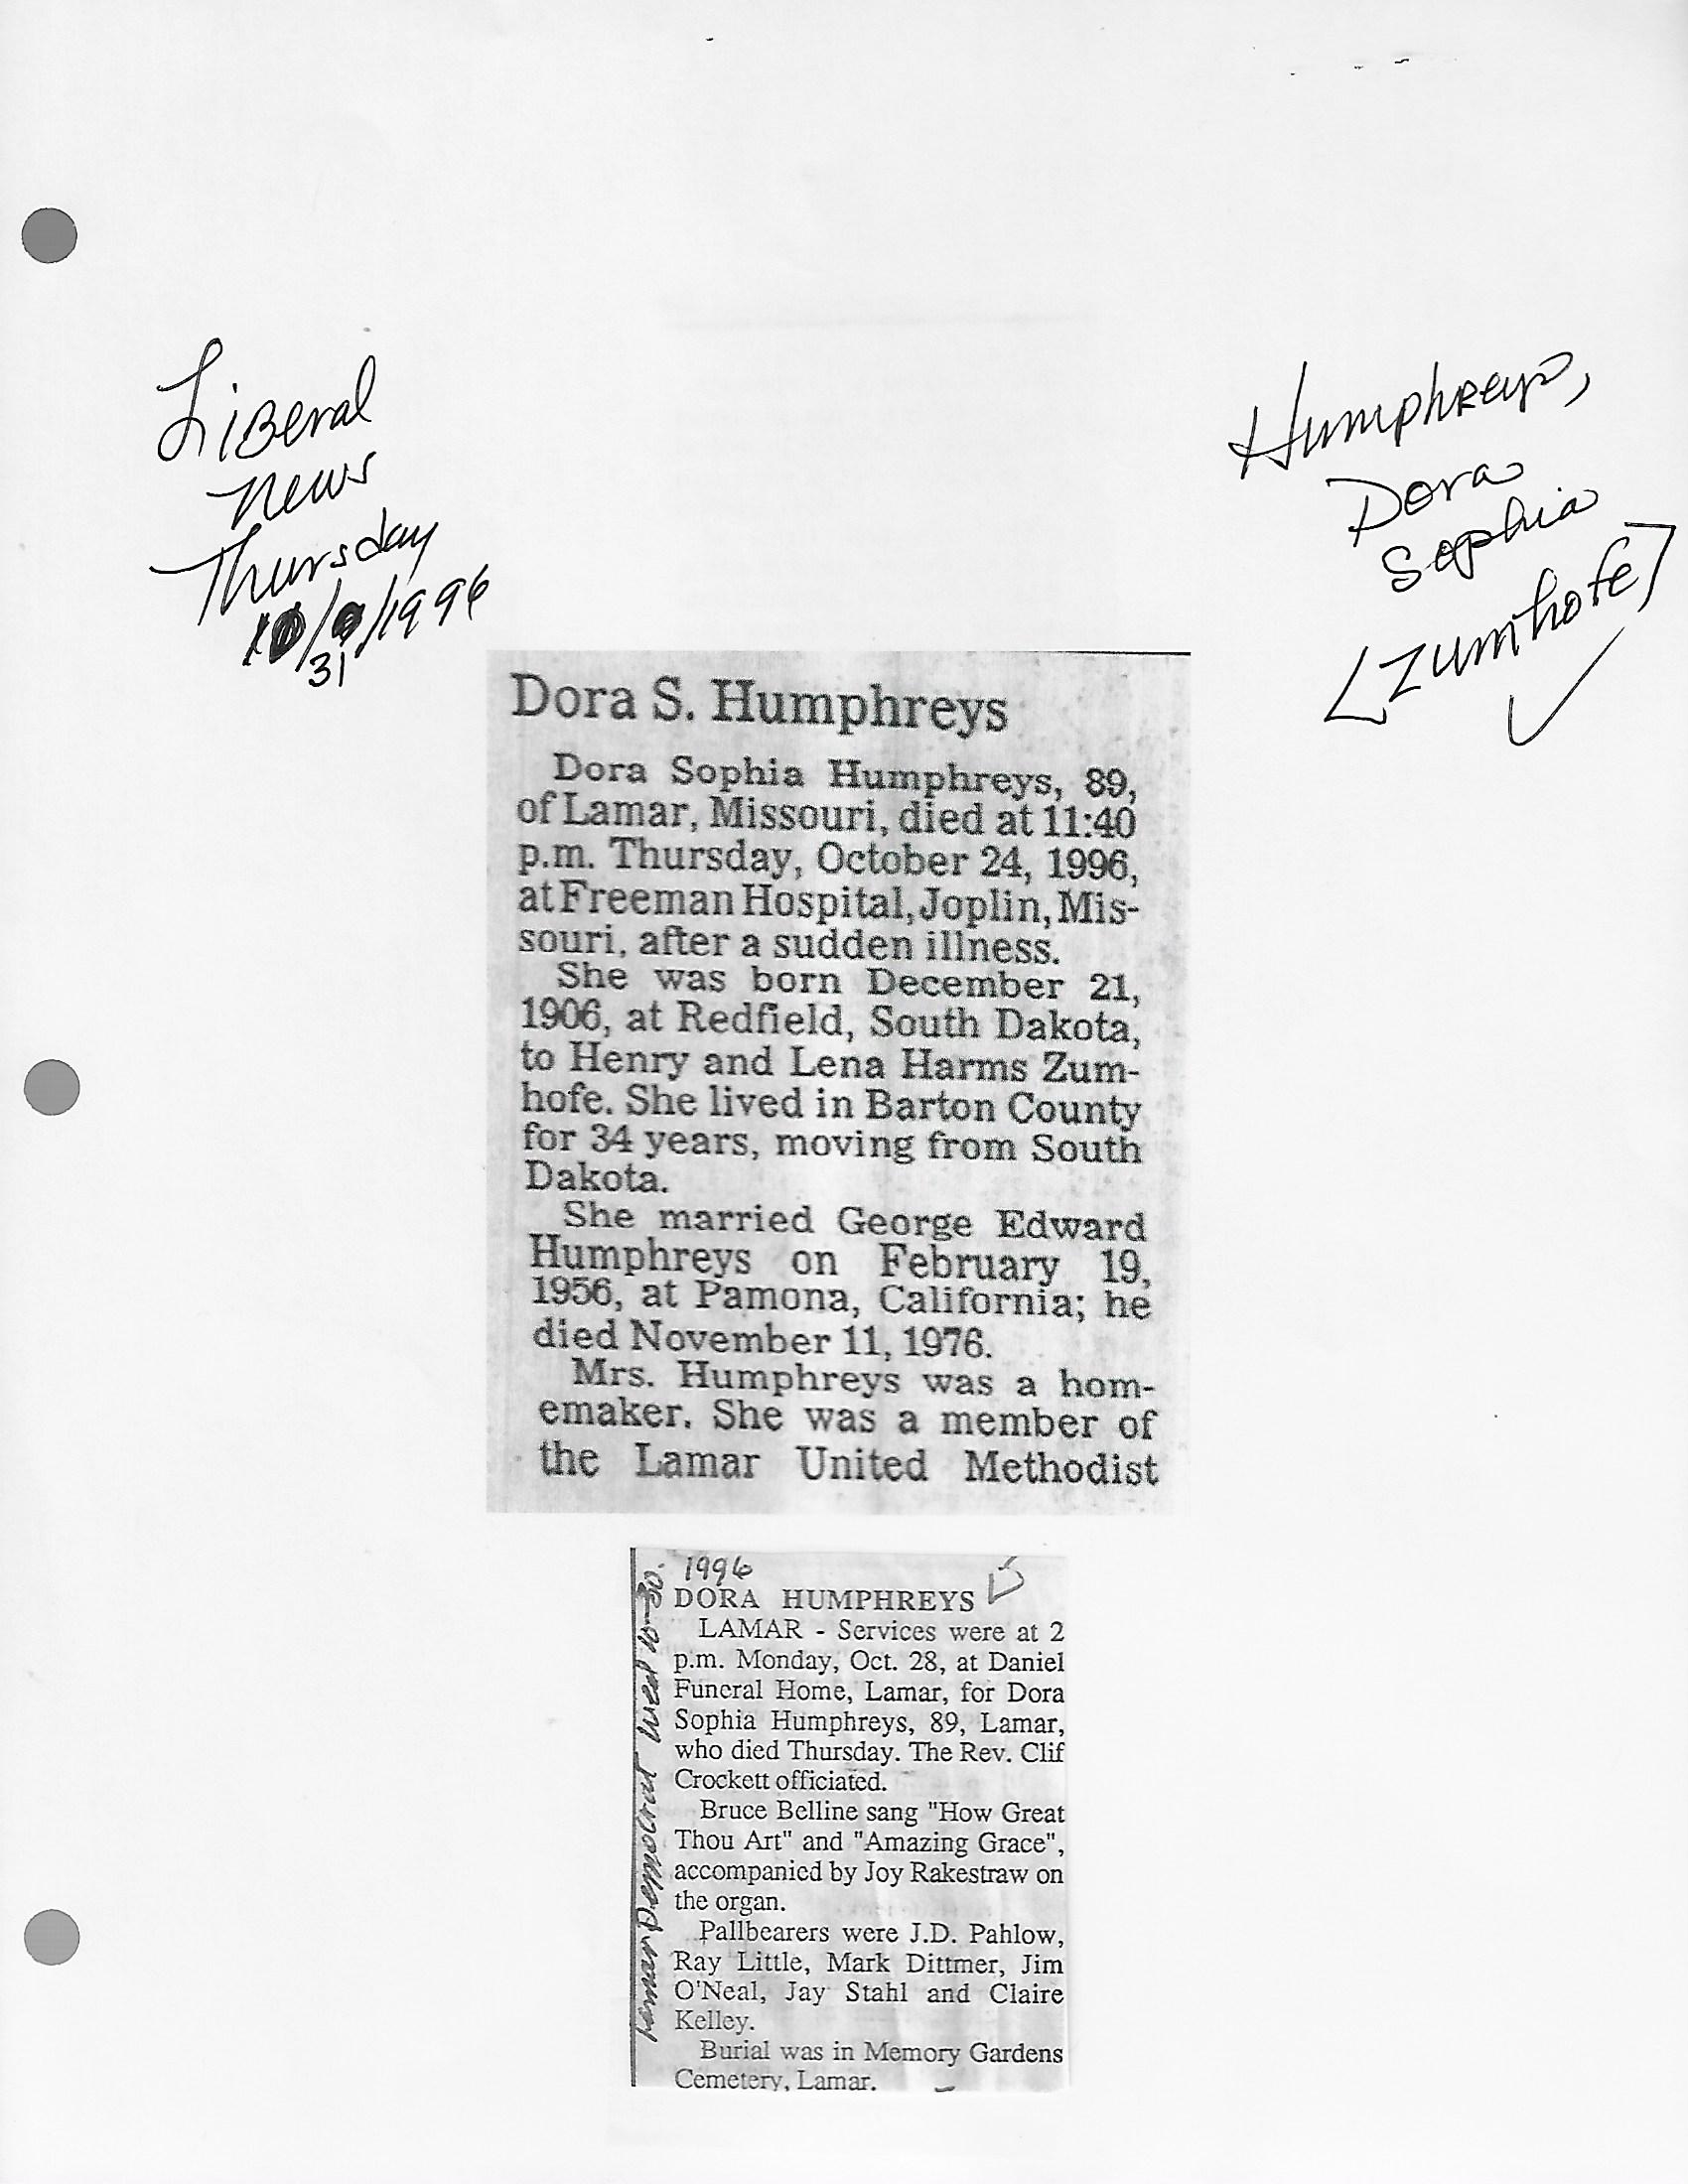 Liberal
News
Thursday
10/9/1996
31
Humphreys,
Dora
Sophia
[Zumhofe]
Dora S. Humphreys
Dora Sophia Humphreys, 89,
of Lamar, Missouri, died at 11:40
p.m. Thursday, October 24, 1996,
at Freeman Hospital, Joplin, Mis-
souri, after a sudden illness.
She was born December 21,
1906, at Redfield, South Dakota,
to Henry and Lena Harms Zum-
hofe. She lived in Barton County
for 34 years, moving from South
Dakota.
She married George Edward
Humphreys on February 19,
1956, at Pamona, California; he
died November 11, 1976.
Mrs. Humphreys was a hom-
emaker. She was a member of
the Lamar United Methodist
Lamar Democrat Wed 10-30-
1996
DORA HUMPHREYS
LAMAR - Services were at 2
p.m. Monday, Oct. 28, at Daniel
Funeral Home, Lamar, for Dora
Sophia Humphreys, 89, Lamar,
who died Thursday. The Rev. Clif
Crockett officiated.
Bruce Belline sang "How Great
Thou Art" and "Amazing Grace",
accompanied by Joy Rakestraw on
the organ.
Pallbearers were J.D. Pahlow,
Ray Little, Mark Dittmer, Jim
O'Neal, Jay Stahl and Claire
Kelley.
Burial was in Memory Gardens
Cemetery, Lamar.